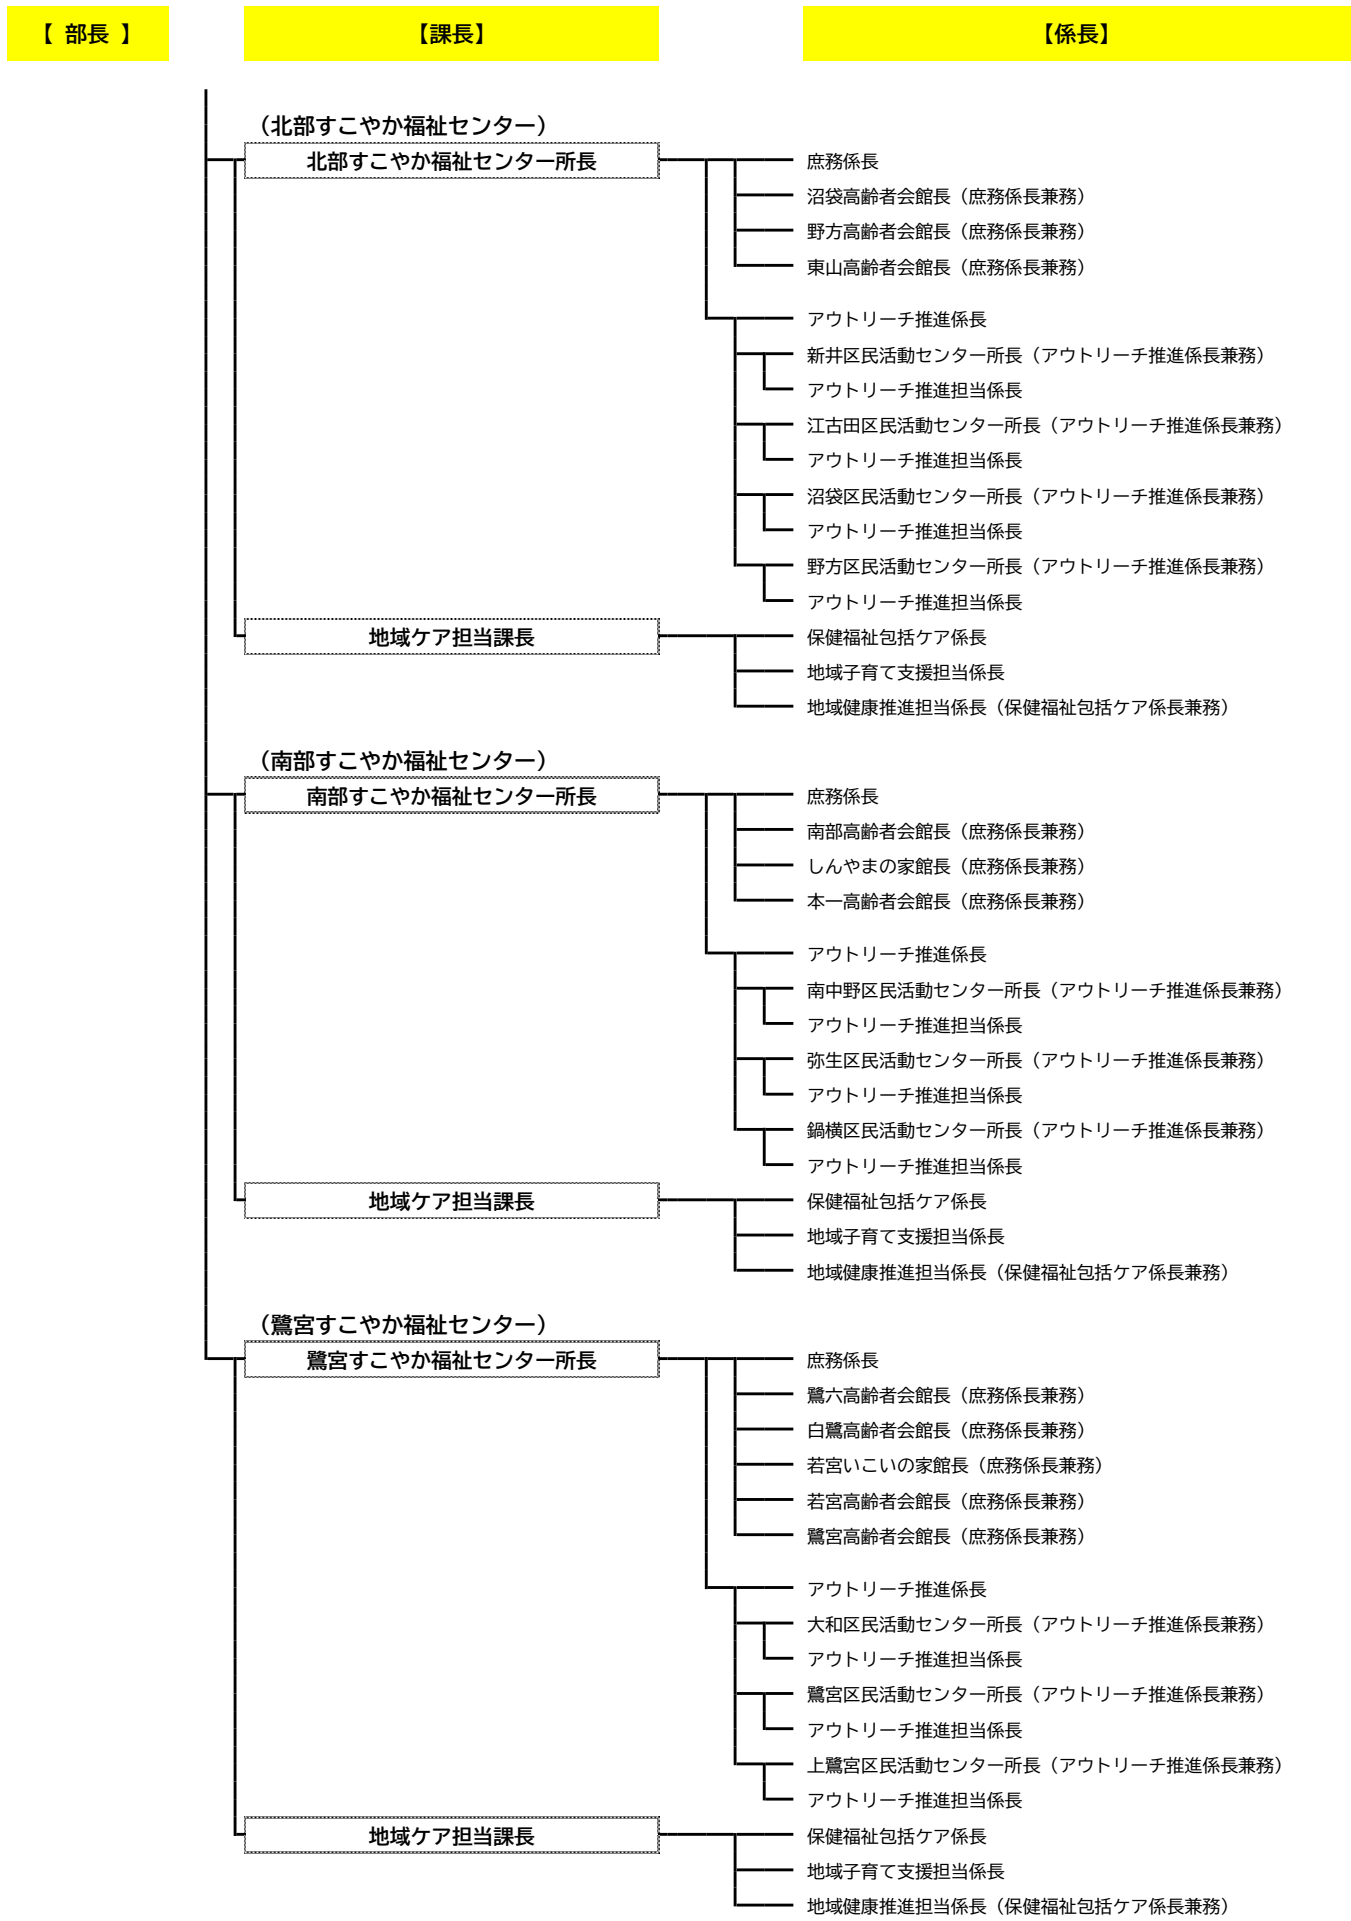 【 部長 】 【課長】 【係長】
（北部すこやか福祉センター）
北部すこやか福祉センター所長 庶務係長
沼袋高齢者会館長（庶務係長兼務）
野方高齢者会館長（庶務係長兼務）
東山高齢者会館長（庶務係長兼務）
アウトリーチ推進係長
新井区民活動センター所長（アウトリーチ推進係長兼務）
アウトリーチ推進担当係長
江古田区民活動センター所長（アウトリーチ推進係長兼務）
アウトリーチ推進担当係長
沼袋区民活動センター所長（アウトリーチ推進係長兼務）
アウトリーチ推進担当係長
野方区民活動センター所長（アウトリーチ推進係長兼務）
アウトリーチ推進担当係長
地域ケア担当課長 保健福祉包括ケア係長
地域子育て支援担当係長
地域健康推進担当係長（保健福祉包括ケア係長兼務）
（南部すこやか福祉センター）
南部すこやか福祉センター所長 庶務係長
南部高齢者会館長（庶務係長兼務）
しんやまの家館長（庶務係長兼務）
本一高齢者会館長（庶務係長兼務）
アウトリーチ推進係長
南中野区民活動センター所長（アウトリーチ推進係長兼務）
アウトリーチ推進担当係長
弥生区民活動センター所長（アウトリーチ推進係長兼務）
アウトリーチ推進担当係長
鍋横区民活動センター所長（アウトリーチ推進係長兼務）
アウトリーチ推進担当係長
地域ケア担当課長 保健福祉包括ケア係長
地域子育て支援担当係長
地域健康推進担当係長（保健福祉包括ケア係長兼務）
（鷺宮すこやか福祉センター）
鷺宮すこやか福祉センター所長 庶務係長
鷺六高齢者会館長（庶務係長兼務）
白鷺高齢者会館長（庶務係長兼務）
若宮いこいの家館長（庶務係長兼務）
若宮高齢者会館長（庶務係長兼務）
鷺宮高齢者会館長（庶務係長兼務）
アウトリーチ推進係長
大和区民活動センター所長（アウトリーチ推進係長兼務）
アウトリーチ推進担当係長
鷺宮区民活動センター所長（アウトリーチ推進係長兼務）
アウトリーチ推進担当係長
上鷺宮区民活動センター所長（アウトリーチ推進係長兼務）
アウトリーチ推進担当係長
地域ケア担当課長 保健福祉包括ケア係長
地域子育て支援担当係長
地域健康推進担当係長（保健福祉包括ケア係長兼務）